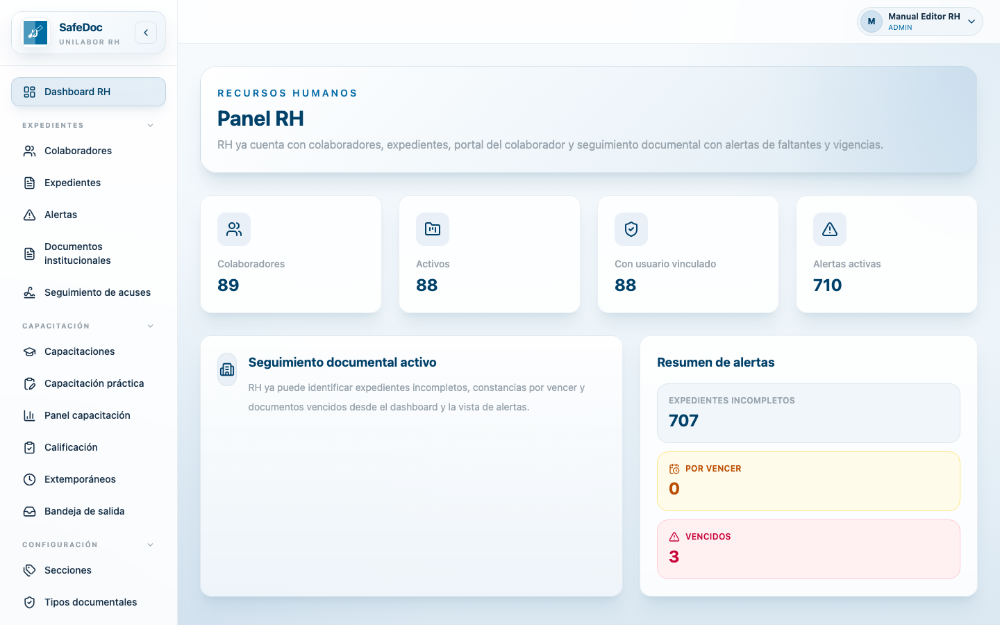 SafeDoc
UNILABOR RH
Manual Editor RH
M
ADMIN
Dashboard RH
EXPEDIENTES
Colaboradores
Expedientes
Alertas
Documentos
institucionales
Seguimiento de acuses
CAPACITACIÓN
Capacitaciones
Capacitación práctica
Panel capacitación
Calificación
Extemporáneos
Bandeja de salida
CONFIGURACIÓN
Secciones
Tipos documentales
RECURSOS HUMANOS
Panel RH
RH ya cuenta con colaboradores, expedientes, portal del colaborador y seguimiento documental con alertas de faltantes y vigencias.
Colaboradores
89
Activos
88
Con usuario vinculado
88
Alertas activas
710
Seguimiento documental activo
RH ya puede identificar expedientes incompletos, constancias por vencer y
documentos vencidos desde el dashboard y la vista de alertas.
Resumen de alertas
EXPEDIENTES INCOMPLETOS
707
POR VENCER
0
VENCIDOS
3